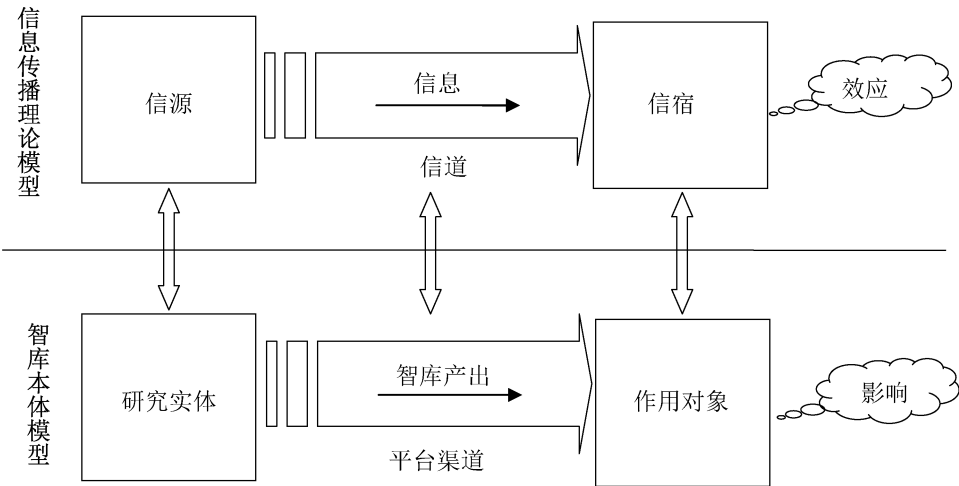 信息传播理论模型
信源
信息
信道
信宿
效应
智库本体模型
研究实体
智库产出
平台渠道
作用对象
影响